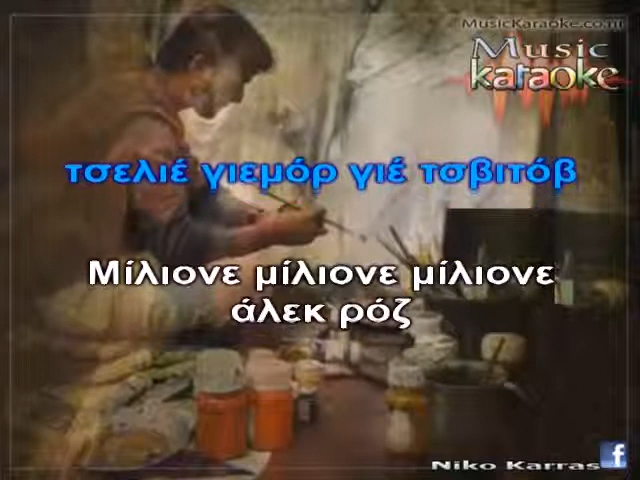 MusicKaraoke.com
Music
karaoke
τσελιέ γιεμόρ γιέ τσβιτόβ
Μίλιονε μίλιονε μίλιονε
άλεκ ρόζ
Niko Karras
f